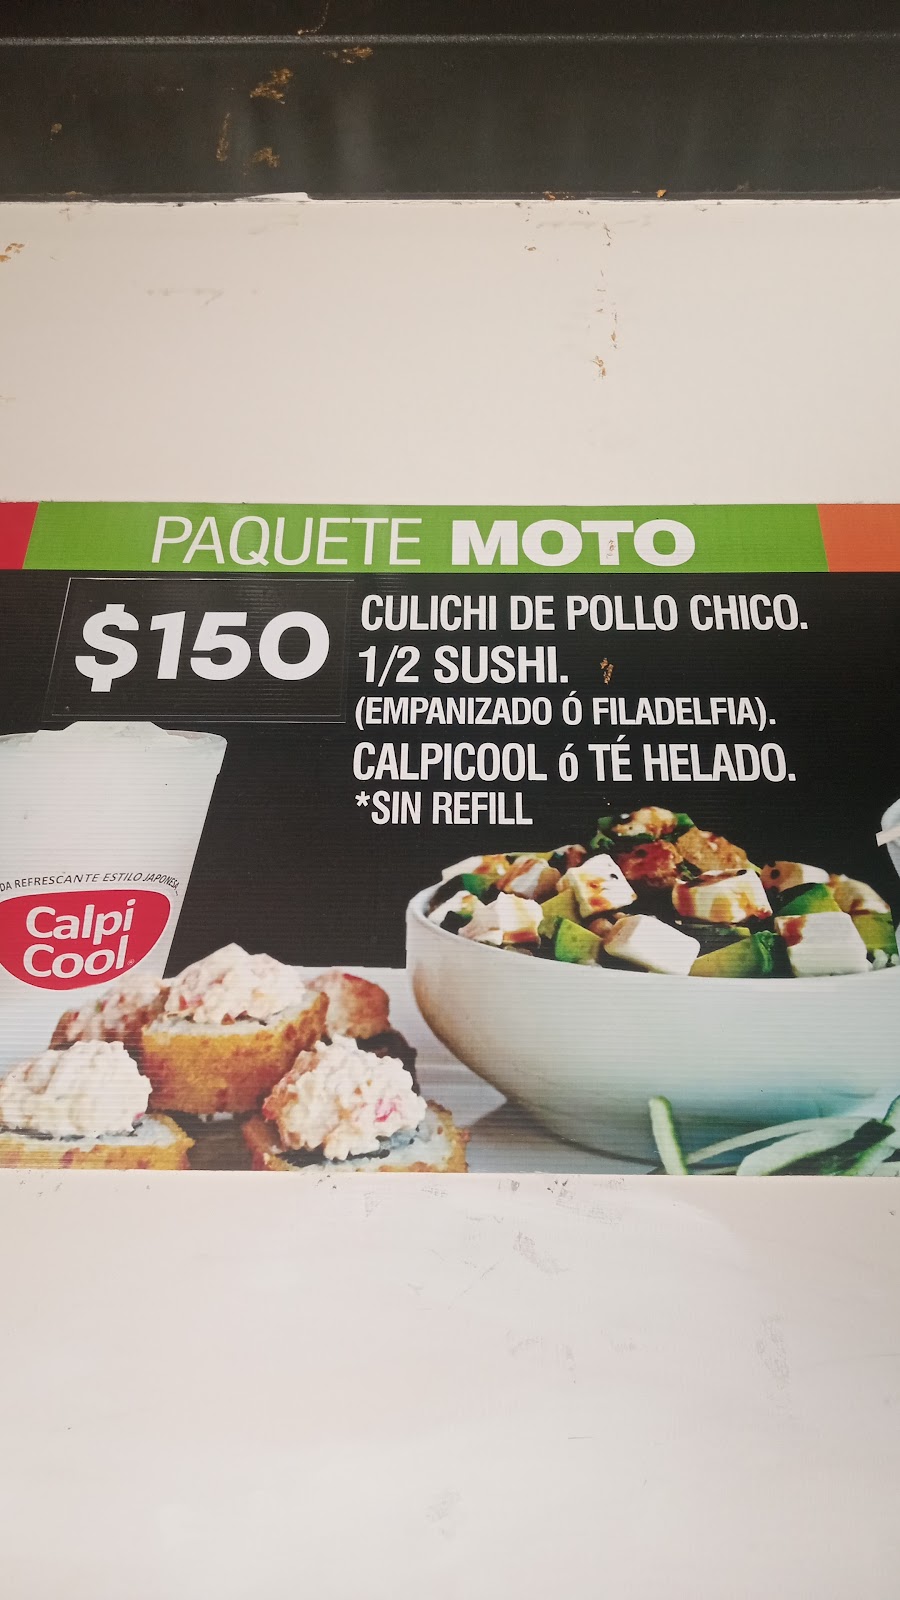 PAQUETE MOTO
$150
CULICHI DE POLLO CHICO.
1/2 SUSHI.
(EMPANIZADO Ó FILADELFIA).
CALPICOOL ó TÉ HELADO.
*SIN REFILL
DA REFRESCANTE ESTILO JAPONESA
Calpi
Cool